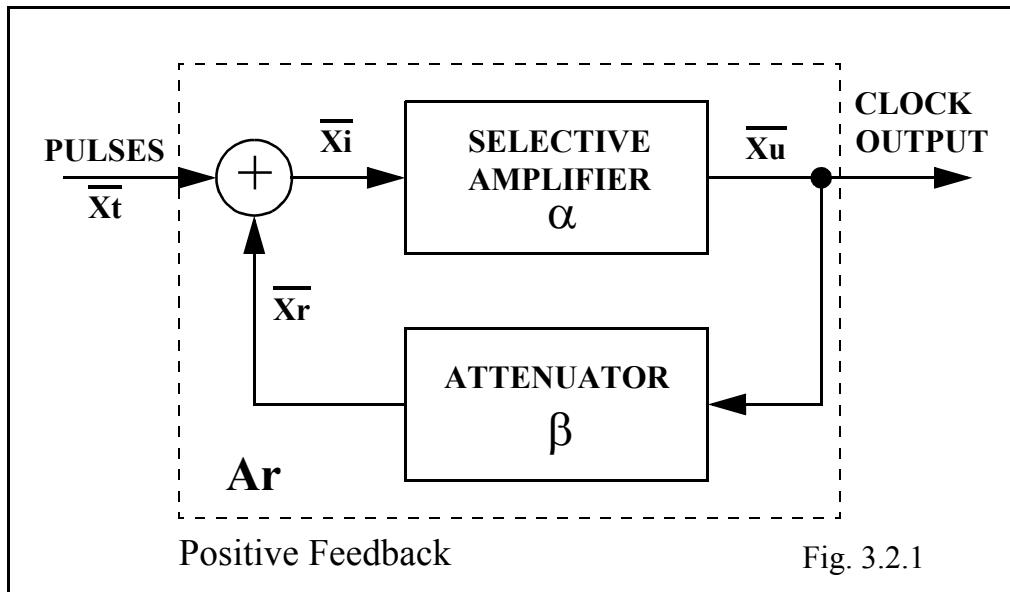 PULSES
Xt
+
Xi
SELECTIVE
AMPLIFIER
α
Xu
CLOCK
OUTPUT
Xr
ATTENUATOR
β
Ar
Positive Feedback
Fig. 3.2.1